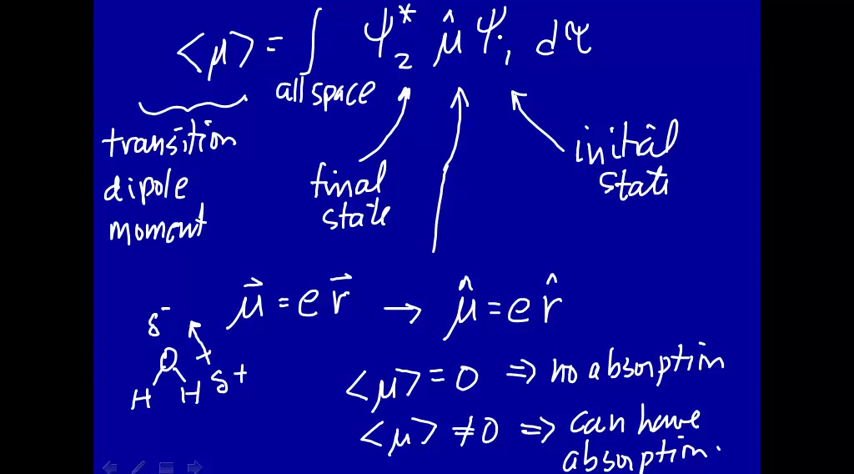 <μ> = ∫ ψ₂* μ̂ ψ₁ dτ
all space
transition
dipole
moment
final
state
initial
state
μ⃗ = e r⃗ → μ̂ = e r̂
δ-
O
H H δ+
<μ> = 0 ⇒ no absorption
<μ> ≠ 0 ⇒ can have
absorption.